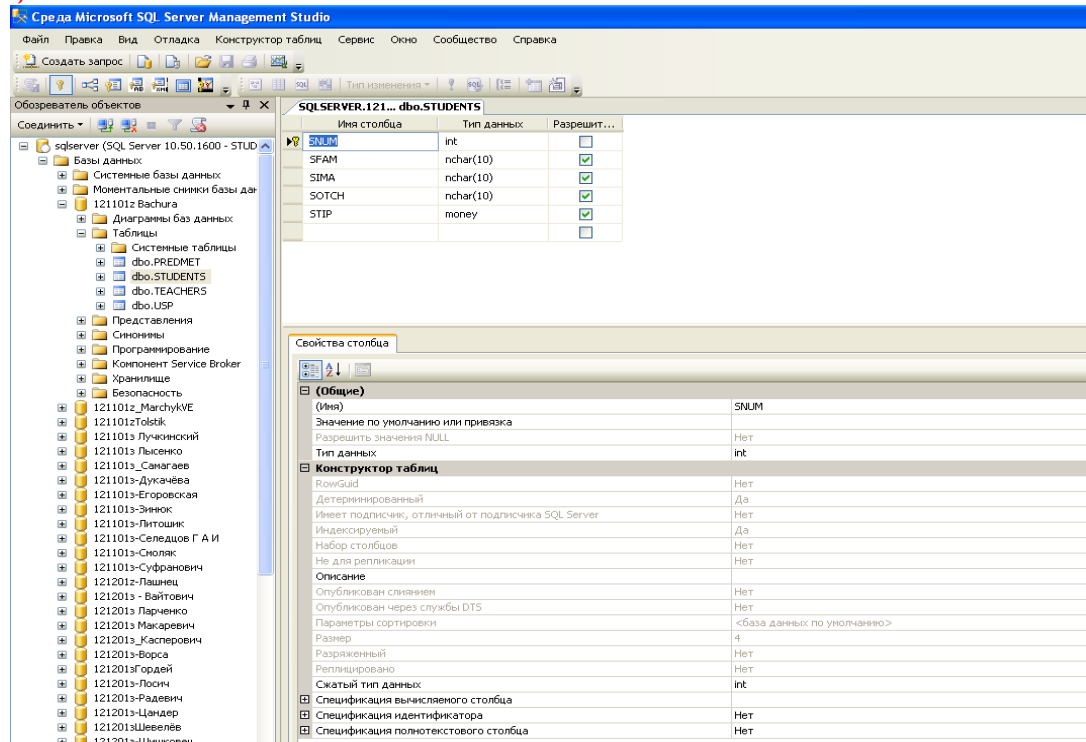 Среда Microsoft SQL Server Management Studio
Файл Правка Вид Отладка Конструктор таблиц Сервис Окно Сообщество Справка
Создать запрос
Тип изменения
Обозреватель объектов
SQLSERVER.121... dbo.STUDENTS
Соединить
sqlserver (SQL Server 10.50.1600 - STUD
Базы данных
Системные базы данных
Моментальные снимки базы дан
121101z Bachura
Диаграммы баз данных
Таблицы
Системные таблицы
dbo.PREDMET
dbo.STUDENTS
dbo.TEACHERS
dbo.USP
Представления
Синонимы
Программирование
Компонент Service Broker
Хранилище
Безопасность
121101z_MarchykVE
121101zTolstik
121101з Лучкинский
121101з Лысенко
121101з_Самагаев
121101з-Дукачёва
121101з-Егоровская
121101з-Зинюк
121101з-Литошик
121101з-Селедцов Г А И
121101з-Смоляк
121101з-Суфранович
121201z-Лашнец
121201з - Вайтович
121201з Ларченко
121201з Макаревич
121201з_Касперович
121201з-Ворса
121201зГордей
121201з-Лосич
121201з-Радевич
121201з-Цандер
121201зШевелёв
121201з-Шишковец
Имя столбца Тип данных Разрешит...
SNUM int
SFAM nchar(10)
SIMA nchar(10)
SOTCH nchar(10)
STIP money
Свойства столбца
(Общие)
(Имя) SNUM
Значение по умолчанию или привязка
Разрешить значения NULL Нет
Тип данных int
Конструктор таблиц
RowGuid Нет
Детерминированный Да
Имеет подписчик, отличный от подписчика SQL Server Нет
Индексируемый Да
Набор столбцов Нет
Не для репликации Нет
Описание
Опубликован слиянием Нет
Опубликован через службы DTS Нет
Параметры сортировки <база данных по умолчанию>
Размер 4
Разряженный Нет
Реплицировано Нет
Сжатый тип данных int
Спецификация вычисляемого столбца
Спецификация идентификатора Нет
Спецификация полнотекстового столбца Нет